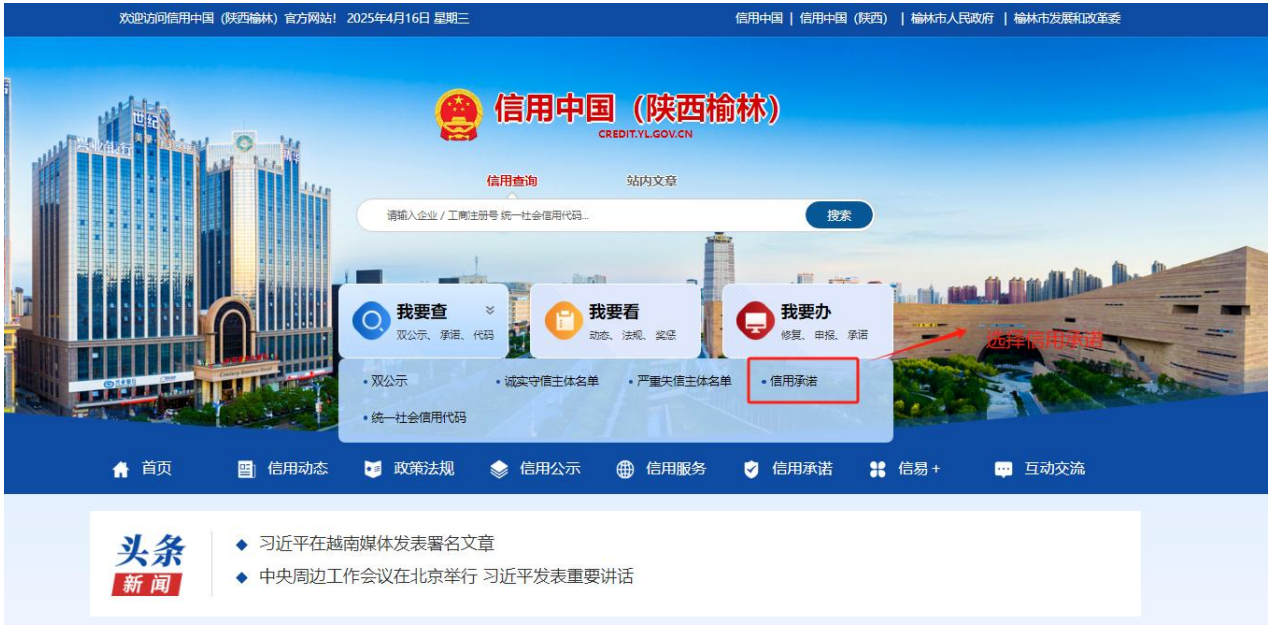 欢迎访问信用中国（陕西榆林）官方网站! 2025年4月16日 星期三
信用中国 | 信用中国（陕西） | 榆林市人民政府 | 榆林市发展和改革委
信用中国（陕西榆林）
CREDIT.YL.GOV.CN
信用查询 站内文章
请输入企业 / 工商注册号 统一社会信用代码...
搜索
世纪
兴业银行
我要查
双公示、承诺、代码
我要看
动态、法规、奖惩
我要办
修复、申报、承诺
选择信用承诺
• 双公示 • 诚实守信主体名单 • 严重失信主体名单 • 信用承诺
• 统一社会信用代码
首页 信用动态 政策法规 信用公示 信用服务 信用承诺 信易+ 互动交流
头条
新闻
◆ 习近平在越南媒体发表署名文章
◆ 中央周边工作会议在北京举行 习近平发表重要讲话